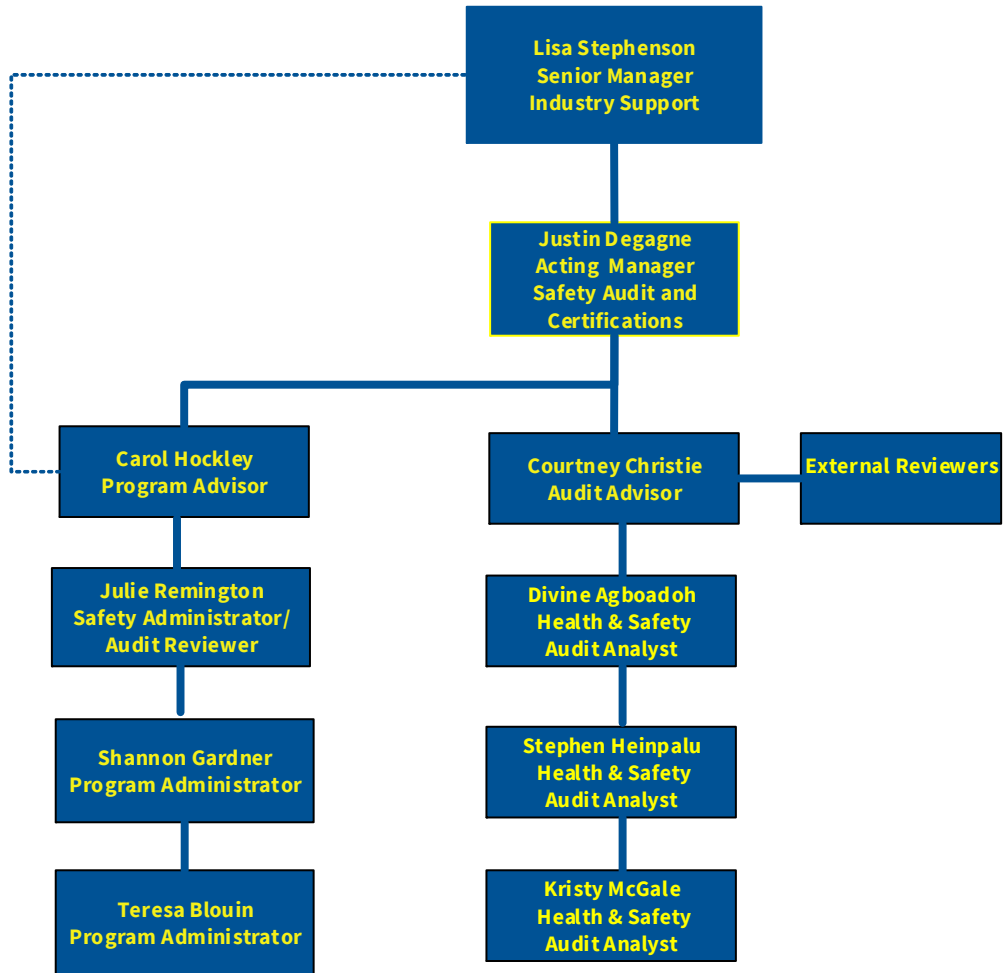 Lisa Stephenson
Senior Manager
Industry Support
Justin Degagne
Acting Manager
Safety Audit and
Certifications
Carol Hockley
Program Advisor
Courtney Christie
Audit Advisor
External Reviewers
Julie Remington
Safety Administrator/
Audit Reviewer
Divine Agboadoh
Health & Safety
Audit Analyst
Shannon Gardner
Program Administrator
Stephen Heinpalu
Health & Safety
Audit Analyst
Teresa Blouin
Program Administrator
Kristy McGale
Health & Safety
Audit Analyst